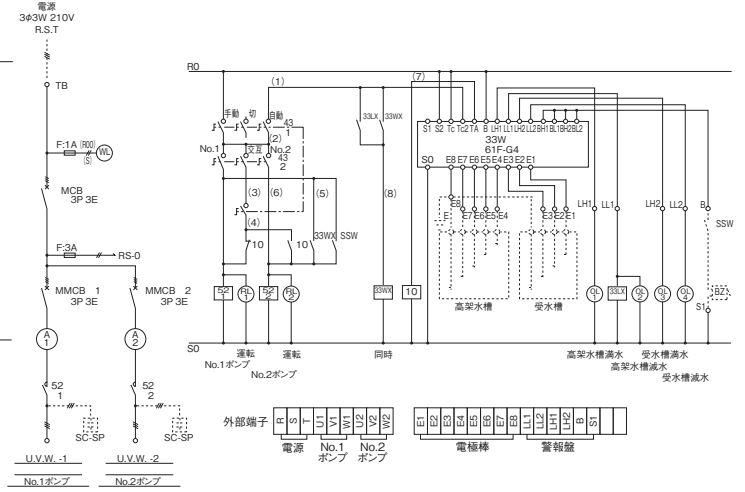 電源
3φ3W 210V
R.S.T
TB
F:1A (R00)
(S)
WL
MCB
3P 3E
F:3A
RS-0
MMCB 1
3P 3E
MMCB 2
3P 3E
A
1
A
2
52
1
52
2
SC-SP
SC-SP
U.V.W. -1
U.V.W. -2
No.1ポンプ
No.2ポンプ
R0
(1)
(7)
手動 切 自動
43
1
(2)
No.1 交互 No.2
43
2
(3) (6) (5) (8)
(4)
33LX 33WX
10 10 33WX SSW
52
1
RL
1
52
2
RL
2
33WX
10
S0
運転
No.1ポンプ
運転
No.2ポンプ
同時
S1 S2 Tc Tc2 TA B LH1 LL1 LH2 LL2 BH1 BL1 BH2 BL2
33W
61F-G4
S0 E8 E7 E6 E5 E4 E3 E2 E1
E8
E E7 E6 E5 E4 E3 E2 E1
高架水槽 受水槽
LH1 LL1 LH2 LL2 B
SSW
S1
BZ1
OL
1
33LX
OL
2
OL
3
OL
4
高架水槽満水
高架水槽減水
受水槽満水
受水槽減水
外部端子 R S T U1 V1 W1 U2 V2 W2
電源 No.1
ポンプ
No.2
ポンプ
E1 E2 E3 E4 E5 E6 E7 E8 LL1 LL2 LH1 LH2 B S1
電極棒 警報盤